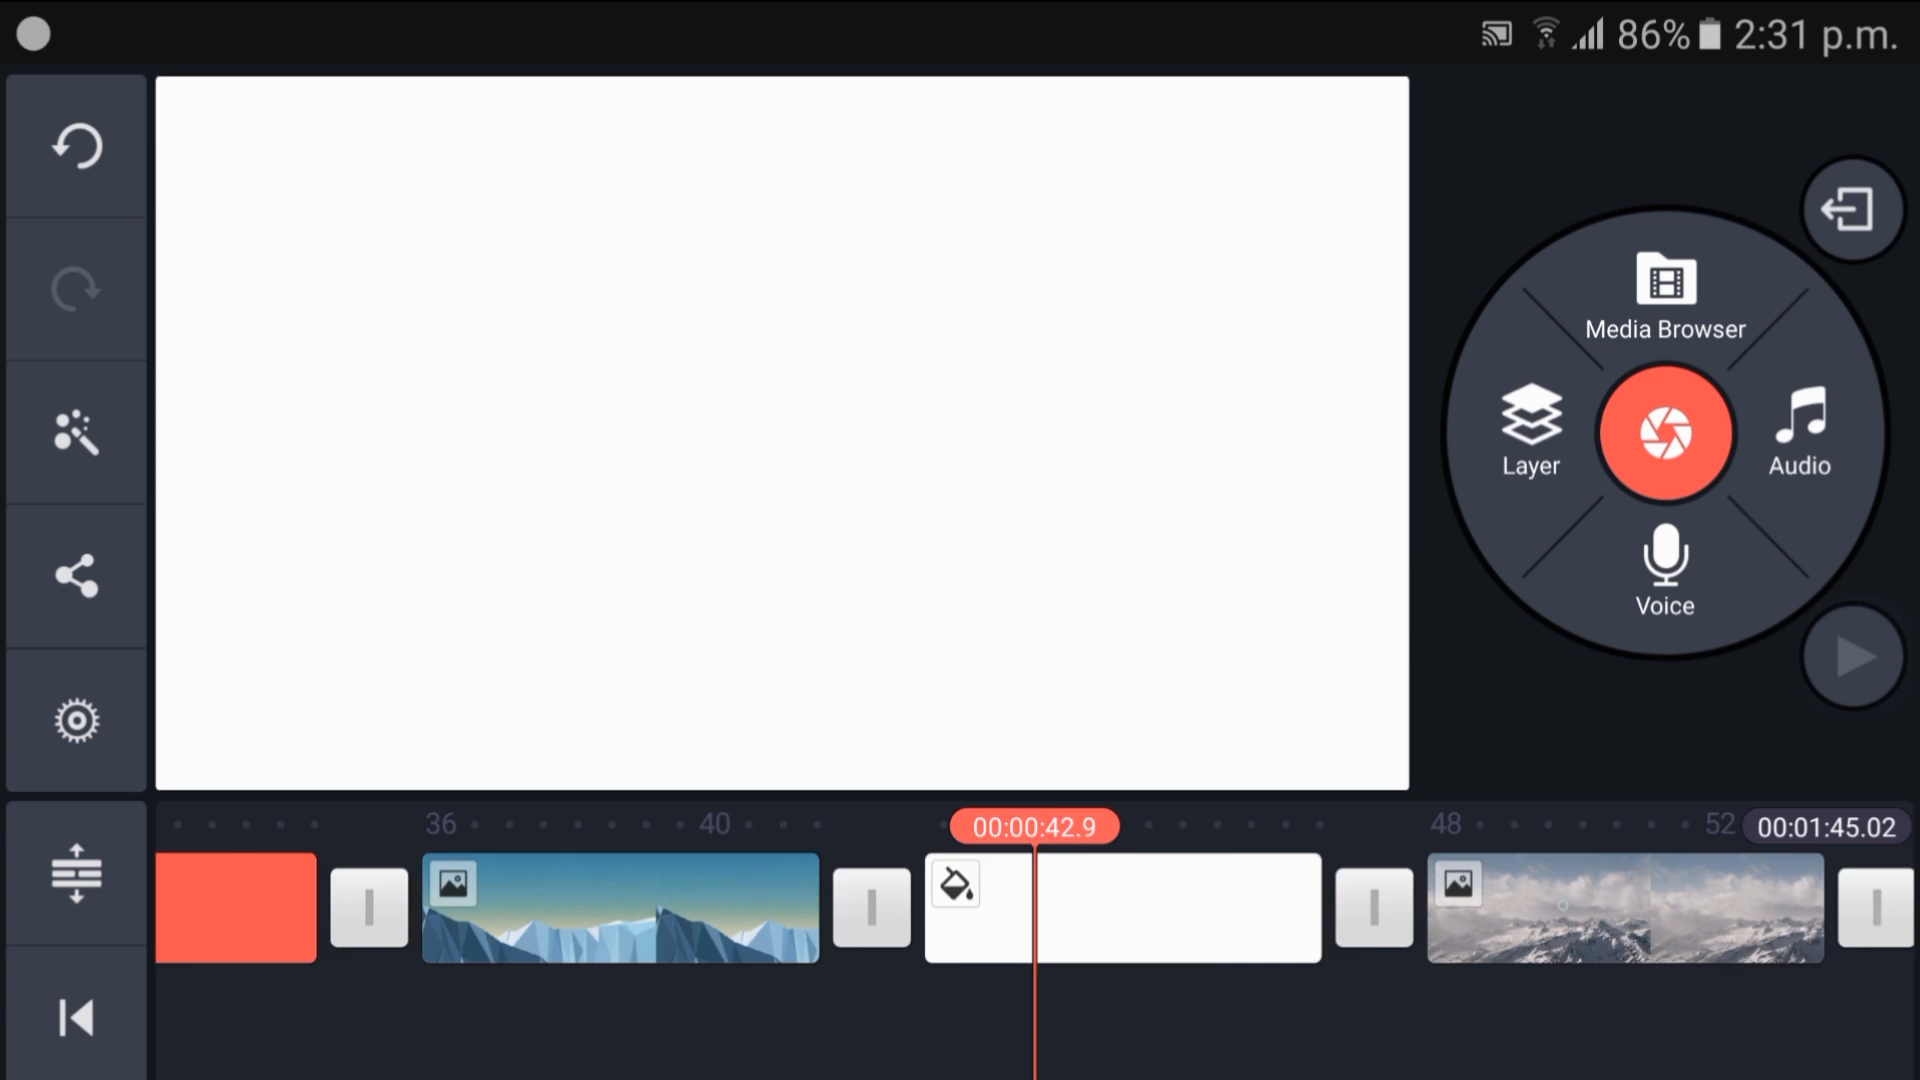 86% 2:31 p.m.
Media Browser
Layer
Audio
Voice
36 40 00:00:42.9 48 52 00:01:45.02